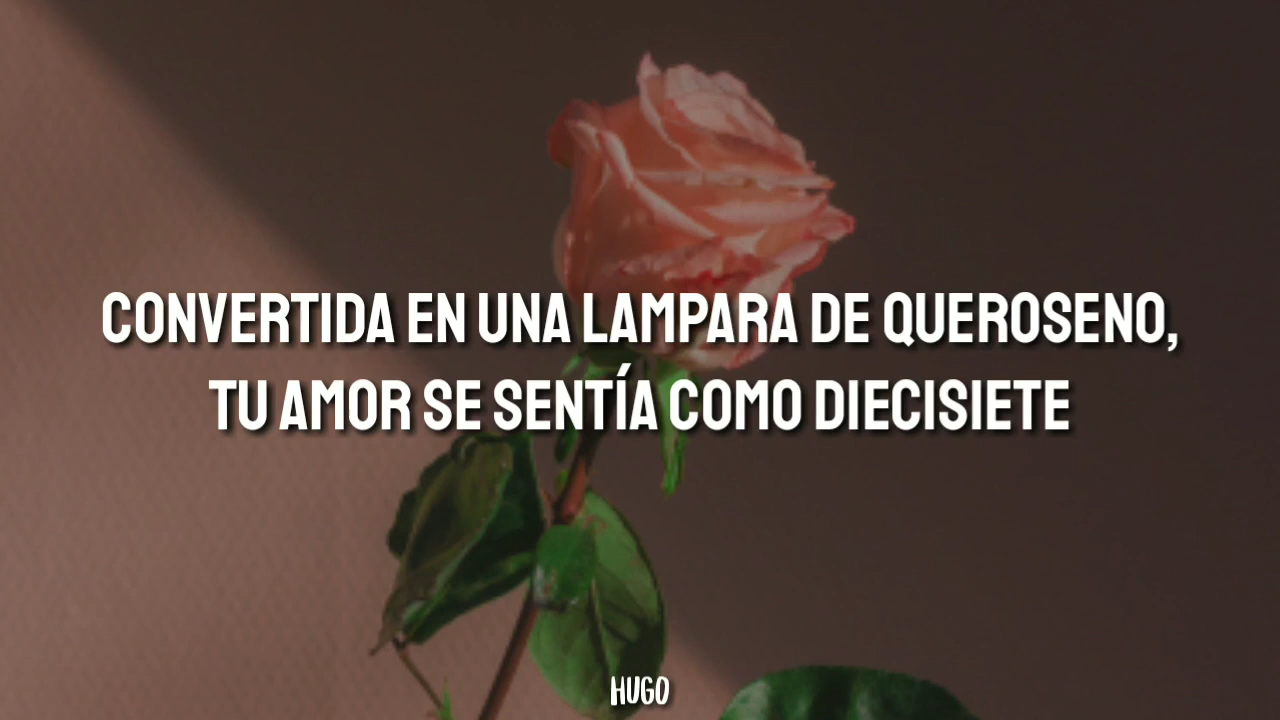 CONVERTIDA EN UNA LAMPARA DE QUEROSENO,
TU AMOR SE SENTÍA COMO DIECISIETE
HUGO